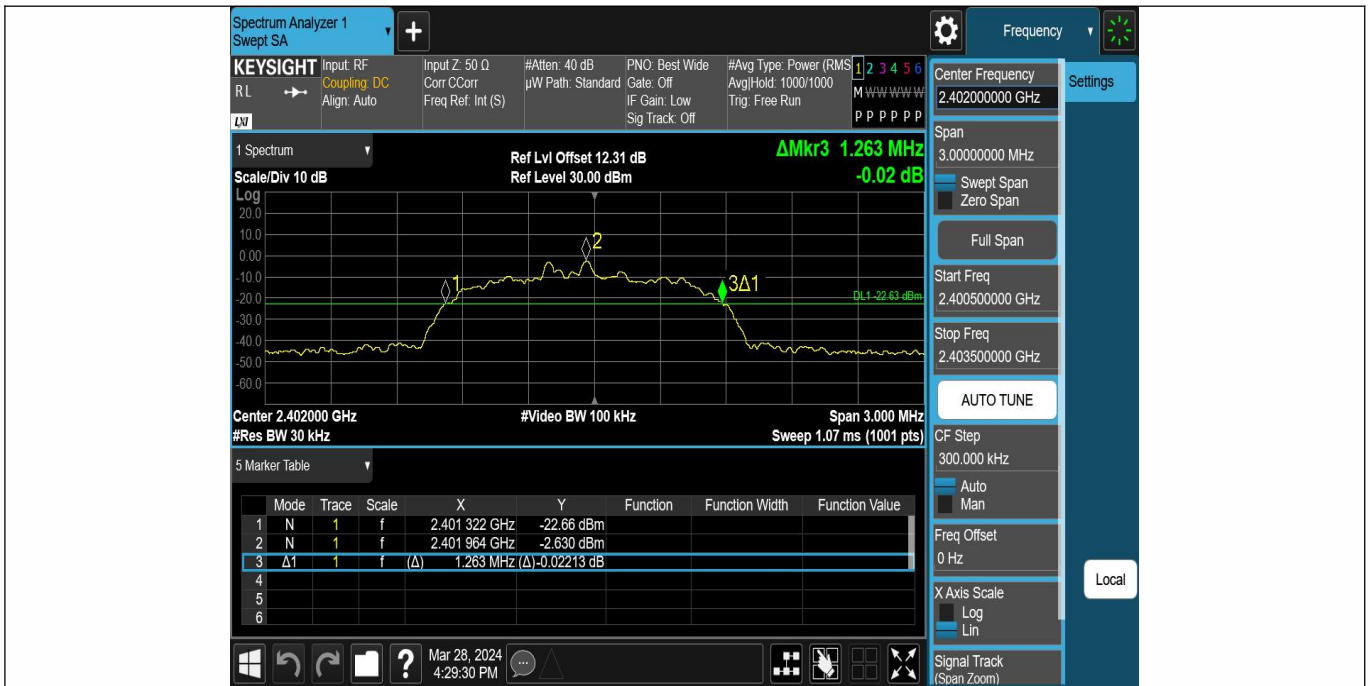 Spectrum Analyzer 1
Swept SA
+
Frequency
KEYSIGHT
RL
LXI
Input: RF
Coupling: DC
Align: Auto
Input Z: 50 Ω
Corr CCorr
Freq Ref: Int (S)
#Atten: 40 dB
µW Path: Standard
PNO: Best Wide
Gate: Off
IF Gain: Low
Sig Track: Off
#Avg Type: Power (RMS
Avg|Hold: 1000/1000
Trig: Free Run
1 2 3 4 5 6
M W W W W W
P P P P P P
1 Spectrum
Scale/Div 10 dB
Ref Lvl Offset 12.31 dB
Ref Level 30.00 dBm
ΔMkr3 1.263 MHz
-0.02 dB
Log
20.0
10.0
0.00
-10.0
-20.0
-30.0
-40.0
-50.0
-60.0
1
2
3Δ1
DL1 -22.63 dBm
Center 2.402000 GHz
#Video BW 100 kHz
Span 3.000 MHz
#Res BW 30 kHz
Sweep 1.07 ms (1001 pts)
5 Marker Table
Mode Trace Scale X Y Function Function Width Function Value
1 N 1 f 2.401 322 GHz -22.66 dBm
2 N 1 f 2.401 964 GHz -2.630 dBm
3 Δ1 1 f (Δ) 1.263 MHz (Δ) -0.02213 dB
4
5
6
Mar 28, 2024
4:29:30 PM
?
Center Frequency
2.402000000 GHz
Settings
Span
3.00000000 MHz
Swept Span
Zero Span
Full Span
Start Freq
2.400500000 GHz
Stop Freq
2.403500000 GHz
AUTO TUNE
CF Step
300.000 kHz
Auto
Man
Freq Offset
0 Hz
Local
X Axis Scale
Log
Lin
Signal Track
(Span Zoom)